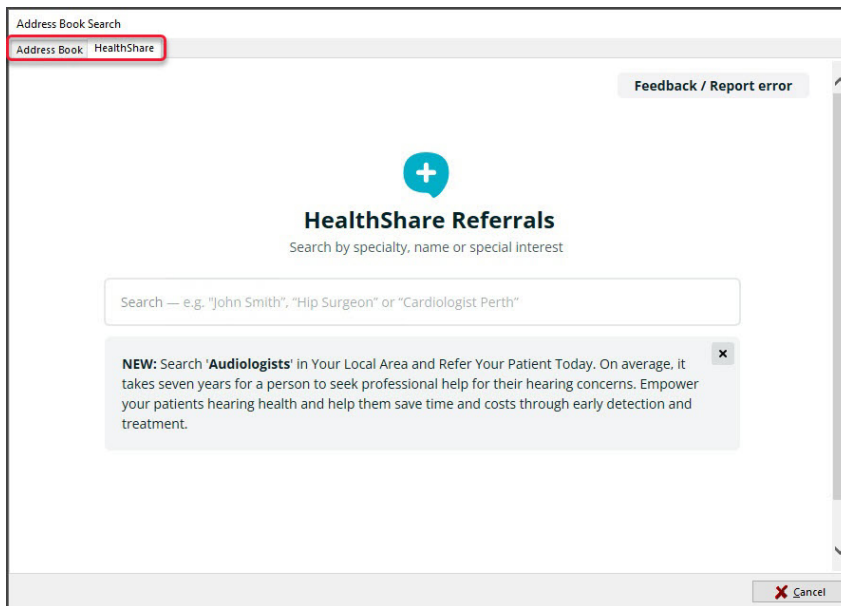 Address Book Search
Address Book HealthShare
Feedback / Report error
HealthShare Referrals
Search by specialty, name or special interest
Search — e.g. “John Smith”, “Hip Surgeon” or “Cardiologist Perth”
NEW: Search 'Audiologists' in Your Local Area and Refer Your Patient Today. On average, it
takes seven years for a person to seek professional help for their hearing concerns. Empower
your patients hearing health and help them save time and costs through early detection and
treatment.
Cancel